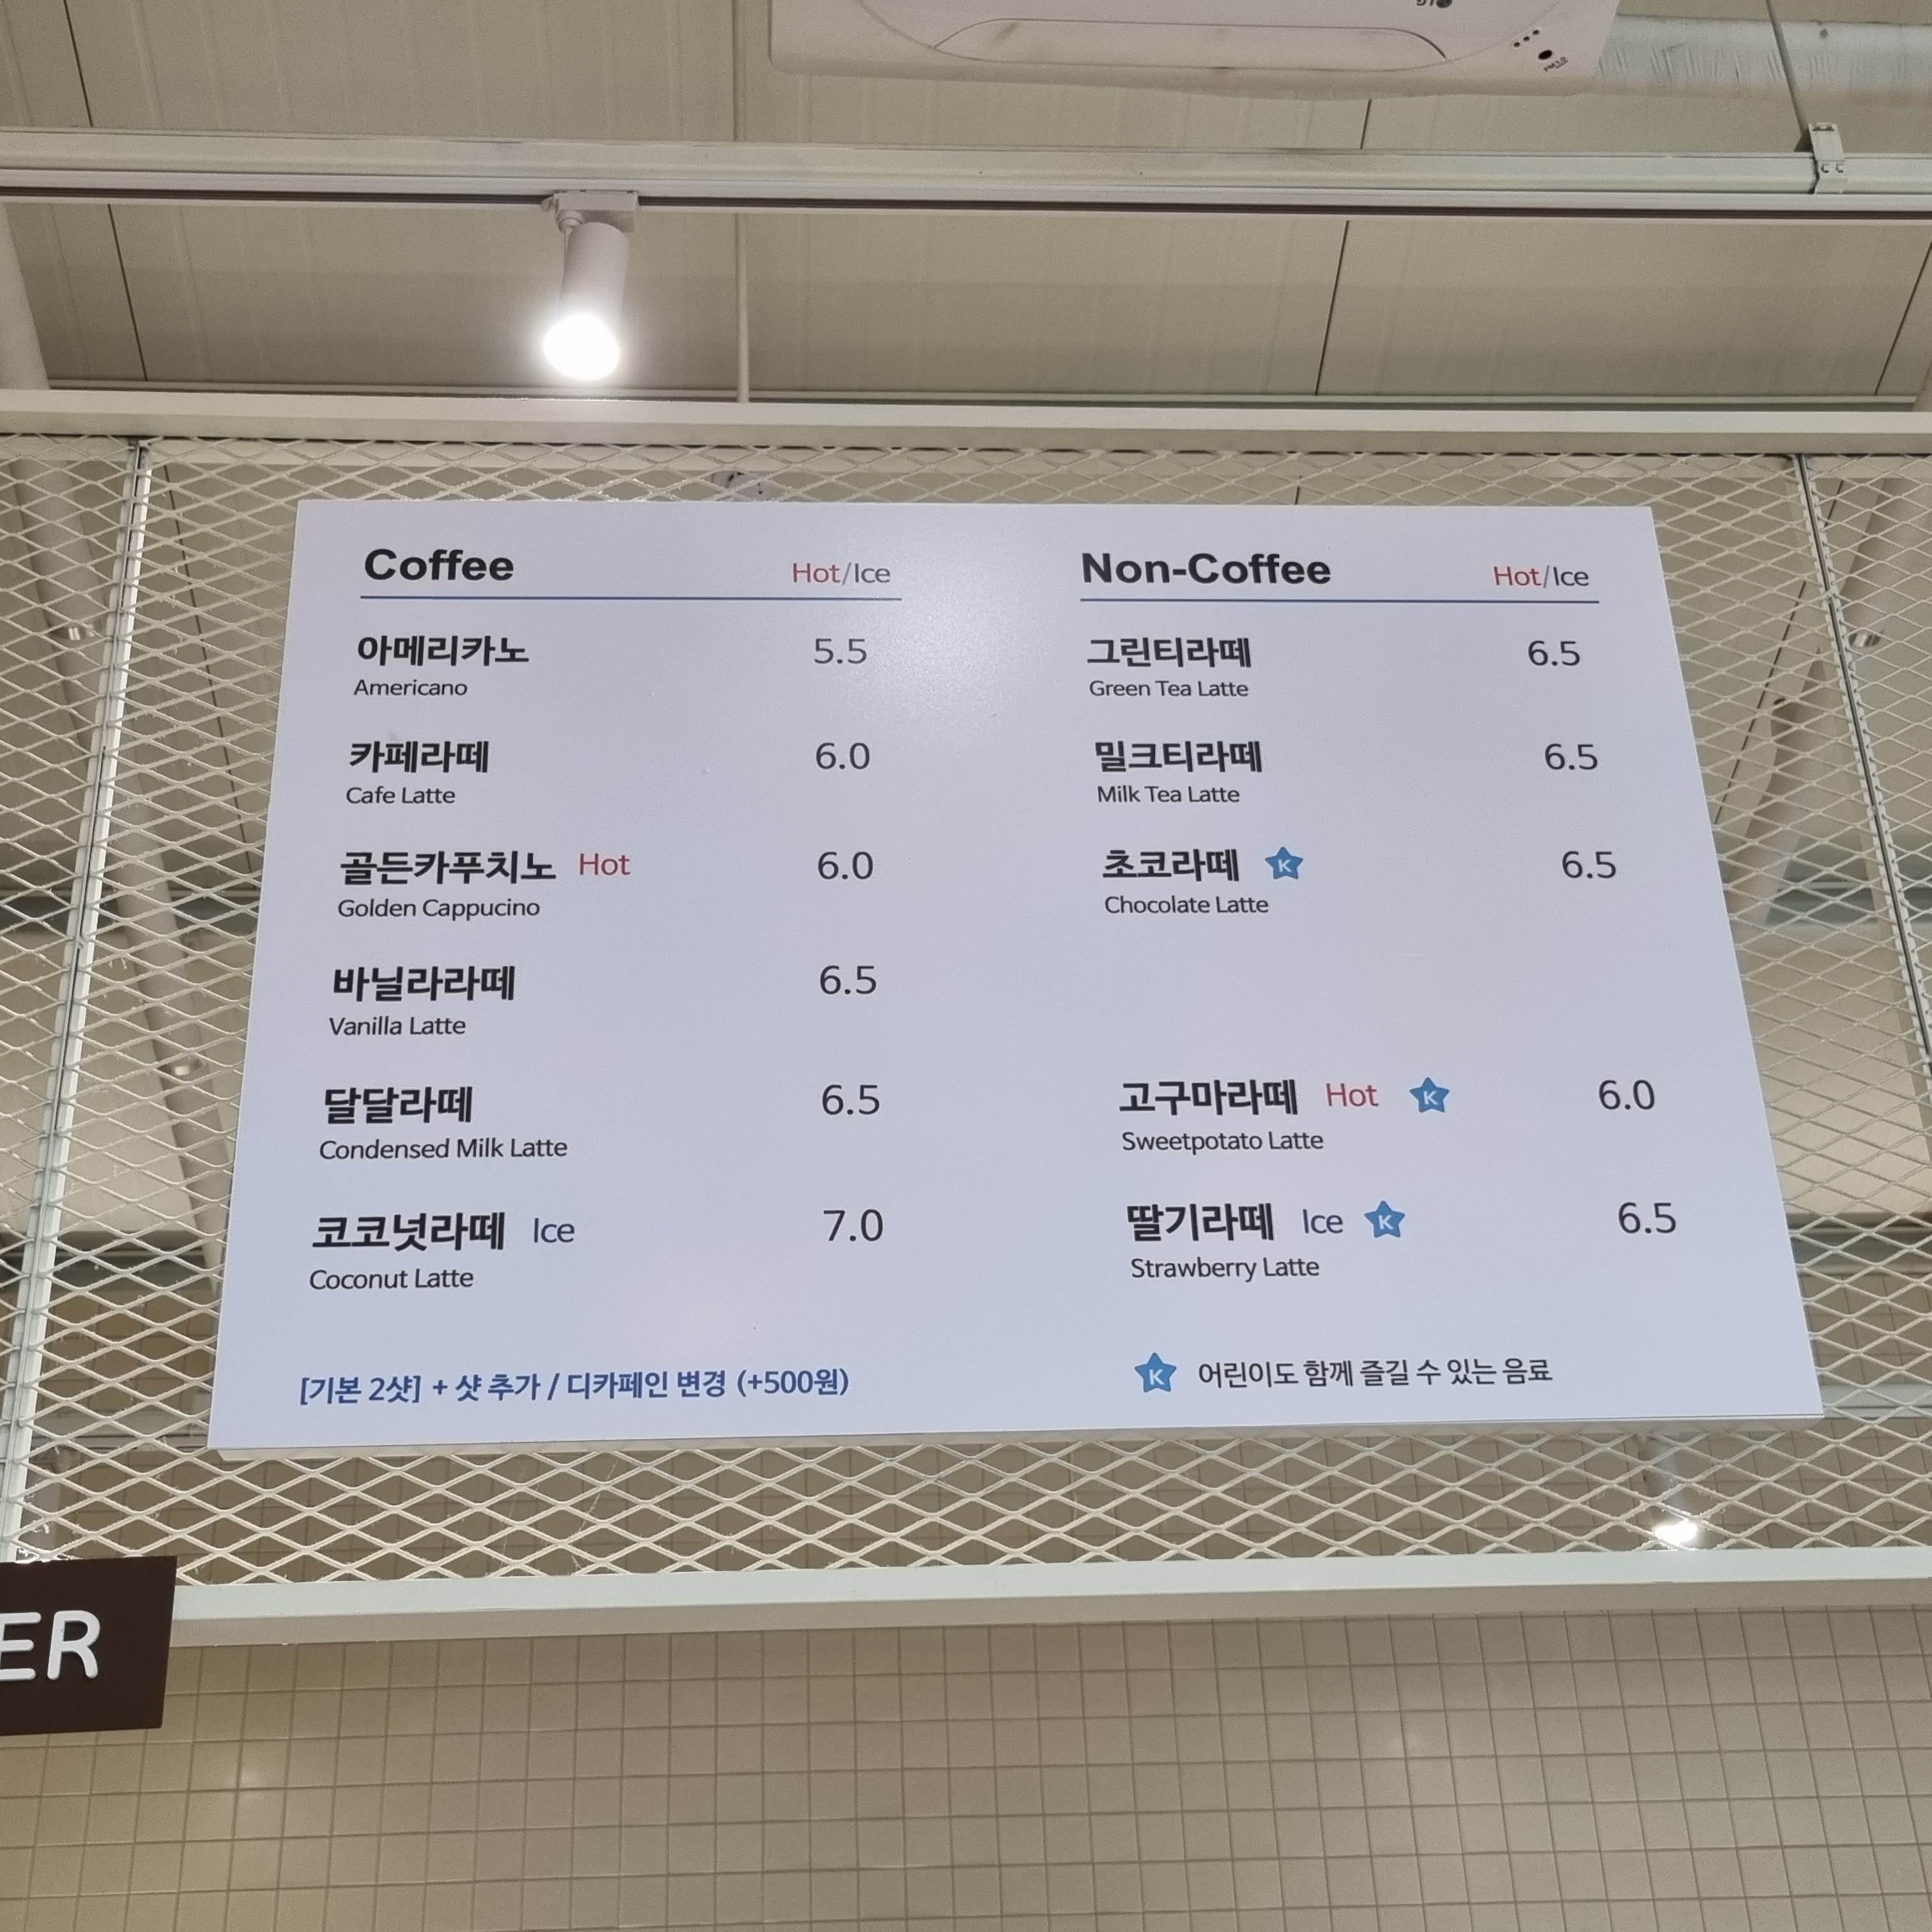 Coffee
Hot/Ice
아메리카노
5.5
Americano
카페라떼
6.0
Cafe Latte
골든카푸치노 Hot
6.0
Golden Cappucino
바닐라라떼
6.5
Vanilla Latte
달달라떼
6.5
Condensed Milk Latte
코코넛라떼 Ice
7.0
Coconut Latte
[기본 2샷] + 샷 추가 / 디카페인 변경 (+500원)
Non-Coffee
Hot/Ice
그린티라떼
6.5
Green Tea Latte
밀크티라떼
6.5
Milk Tea Latte
초코라떼 K
6.5
Chocolate Latte
고구마라떼 Hot K
6.0
Sweetpotato Latte
딸기라떼 Ice K
6.5
Strawberry Latte
K 어린이도 함께 즐길 수 있는 음료
ER